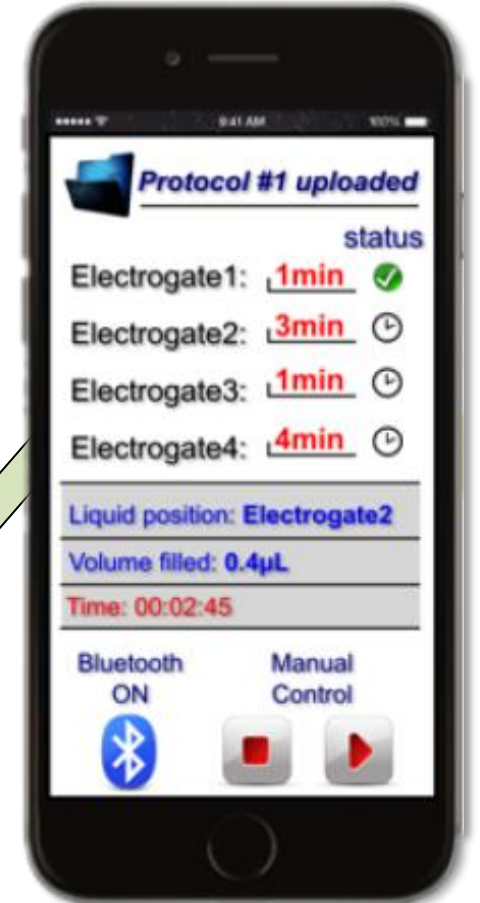 9:41 AM 100%
Protocol #1 uploaded
status
Electrogate1: 1min
Electrogate2: 3min
Electrogate3: 1min
Electrogate4: 4min
Liquid position: Electrogate2
Volume filled: 0.4µL
Time: 00:02:45
Bluetooth Manual
ON Control